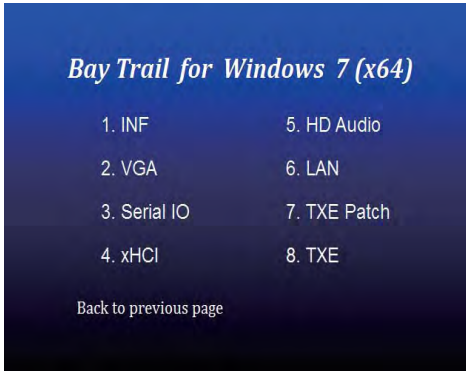 Bay Trail for Windows 7 (x64)
1. INF
2. VGA
3. Serial IO
4. xHCI
5. HD Audio
6. LAN
7. TXE Patch
8. TXE
Back to previous page